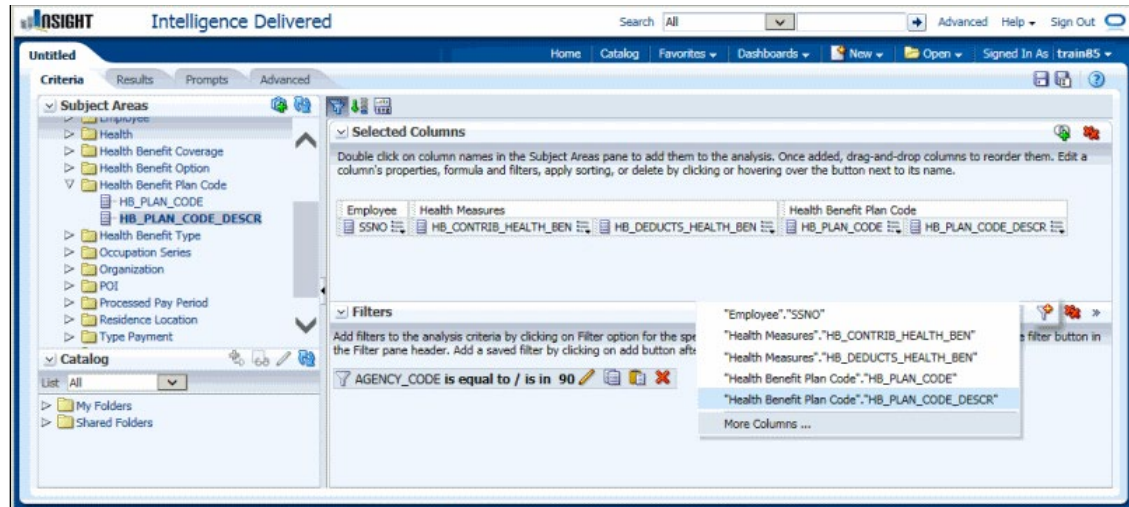 INSIGHT Intelligence Delivered Search All Advanced Help Sign Out
Untitled Home Catalog Favorites Dashboards New Open Signed In As train85
Criteria Results Prompts Advanced
Subject Areas
Employee
Health
Health Benefit Coverage
Health Benefit Option
Health Benefit Plan Code
HB_PLAN_CODE
HB_PLAN_CODE_DESCR
Health Benefit Type
Occupation Series
Organization
POI
Processed Pay Period
Residence Location
Type Payment
Catalog
List All
My Folders
Shared Folders
Selected Columns
Double click on column names in the Subject Areas pane to add them to the analysis. Once added, drag-and-drop columns to reorder them. Edit a
column's properties, formula and filters, apply sorting, or delete by clicking or hovering over the button next to its name.
Employee Health Measures Health Benefit Plan Code
SSNO HB_CONTRIB_HEALTH_BEN HB_DEDUCTS_HEALTH_BEN HB_PLAN_CODE HB_PLAN_CODE_DESCR
Filters
Add filters to the analysis criteria by clicking on Filter option for the spe
e filter button in
the Filter pane header. Add a saved filter by clicking on add button afte
AGENCY_CODE is equal to / is in 90
"Employee"."SSNO"
"Health Measures"."HB_CONTRIB_HEALTH_BEN"
"Health Measures"."HB_DEDUCTS_HEALTH_BEN"
"Health Benefit Plan Code"."HB_PLAN_CODE"
"Health Benefit Plan Code"."HB_PLAN_CODE_DESCR"
More Columns ...